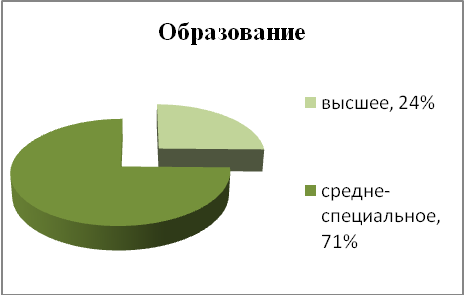 Образование
высшее, 24%
средне-
специальное,
71%